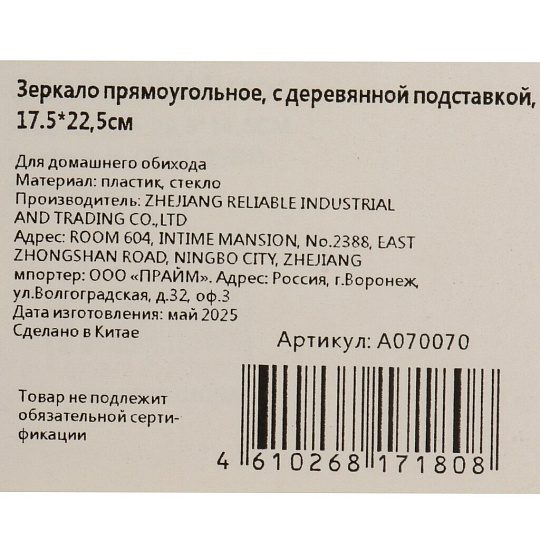 Зеркало прямоугольное, с деревянной подставкой,
17.5*22,5см
Для домашнего обихода
Материал: пластик, стекло
Производитель: ZHEJIANG RELIABLE INDUSTRIAL
AND TRADING CO.,LTD
Адрес: ROOM 604, INTIME MANSION, No.2388, EAST
ZHONGSHAN ROAD, NINGBO CITY, ZHEJIANG
мпортер: ООО «ПРАЙМ». Адрес: Россия, г.Воронеж,
ул.Волгоградская, д.32, оф.3
Дата изготовления: май 2025
Сделано в Китае
Артикул: А070070
Товар не подлежит
обязательной серти-
фикации
4 610268 171808